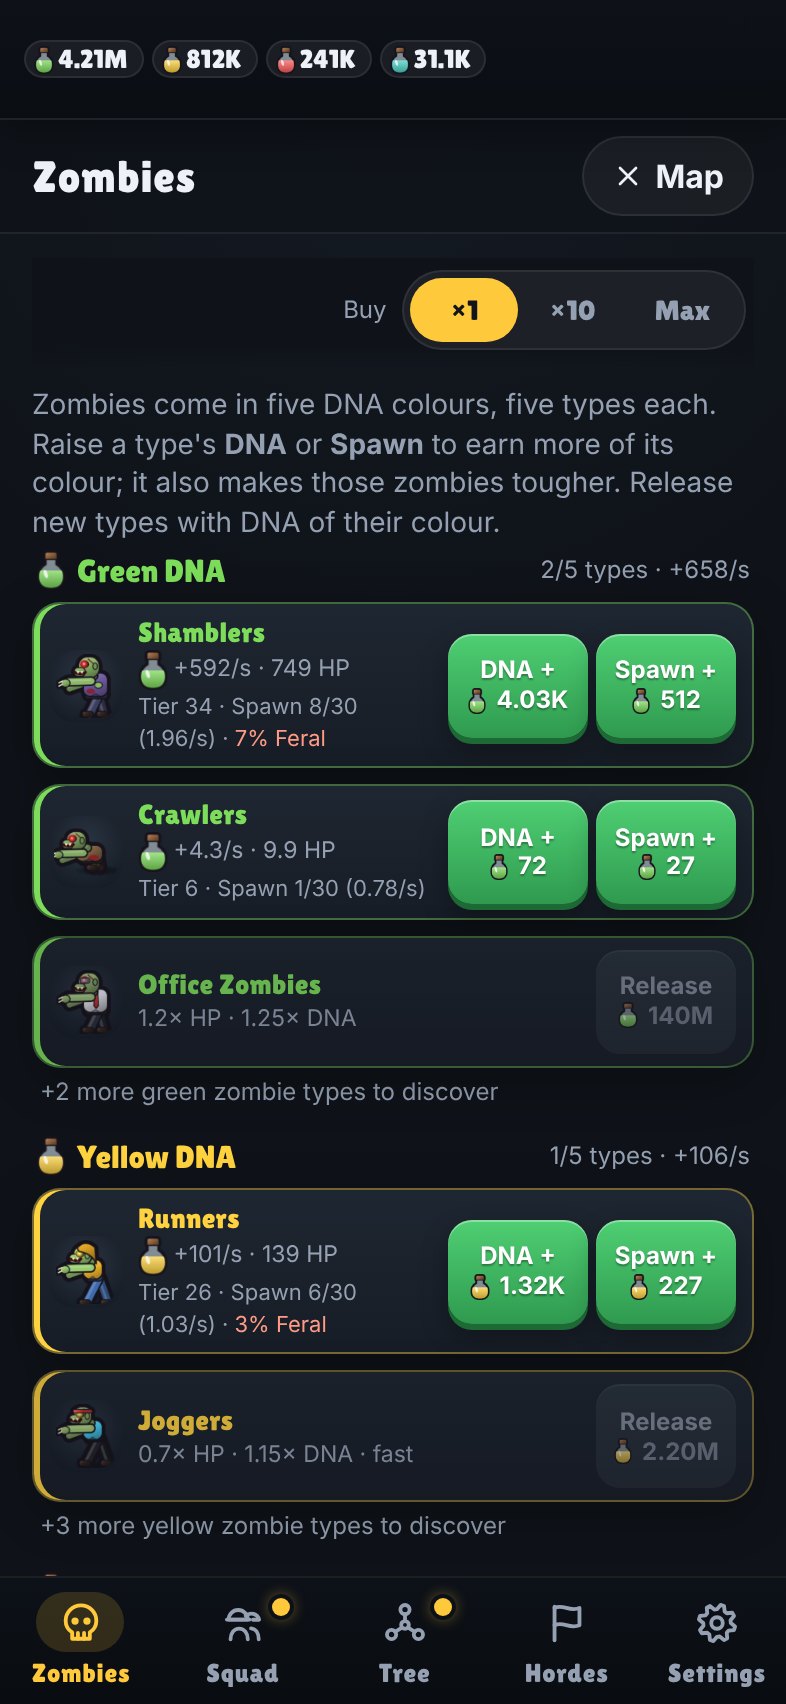 4.21M 812K 241K 31.1K
Zombies
× Map
Buy ×1 ×10 Max
Zombies come in five DNA colours, five types each.
Raise a type's DNA or Spawn to earn more of its
colour; it also makes those zombies tougher. Release
new types with DNA of their colour.
Green DNA 2/5 types · +658/s
Shamblers
+592/s · 749 HP
Tier 34 · Spawn 8/30
(1.96/s) · 7% Feral
DNA +
4.03K
Spawn +
512
Crawlers
+4.3/s · 9.9 HP
Tier 6 · Spawn 1/30 (0.78/s)
DNA +
72
Spawn +
27
Office Zombies
1.2× HP · 1.25× DNA
Release
140M
+2 more green zombie types to discover
Yellow DNA 1/5 types · +106/s
Runners
+101/s · 139 HP
Tier 26 · Spawn 6/30
(1.03/s) · 3% Feral
DNA +
1.32K
Spawn +
227
Joggers
0.7× HP · 1.15× DNA · fast
Release
2.20M
+3 more yellow zombie types to discover
Zombies Squad Tree Hordes Settings